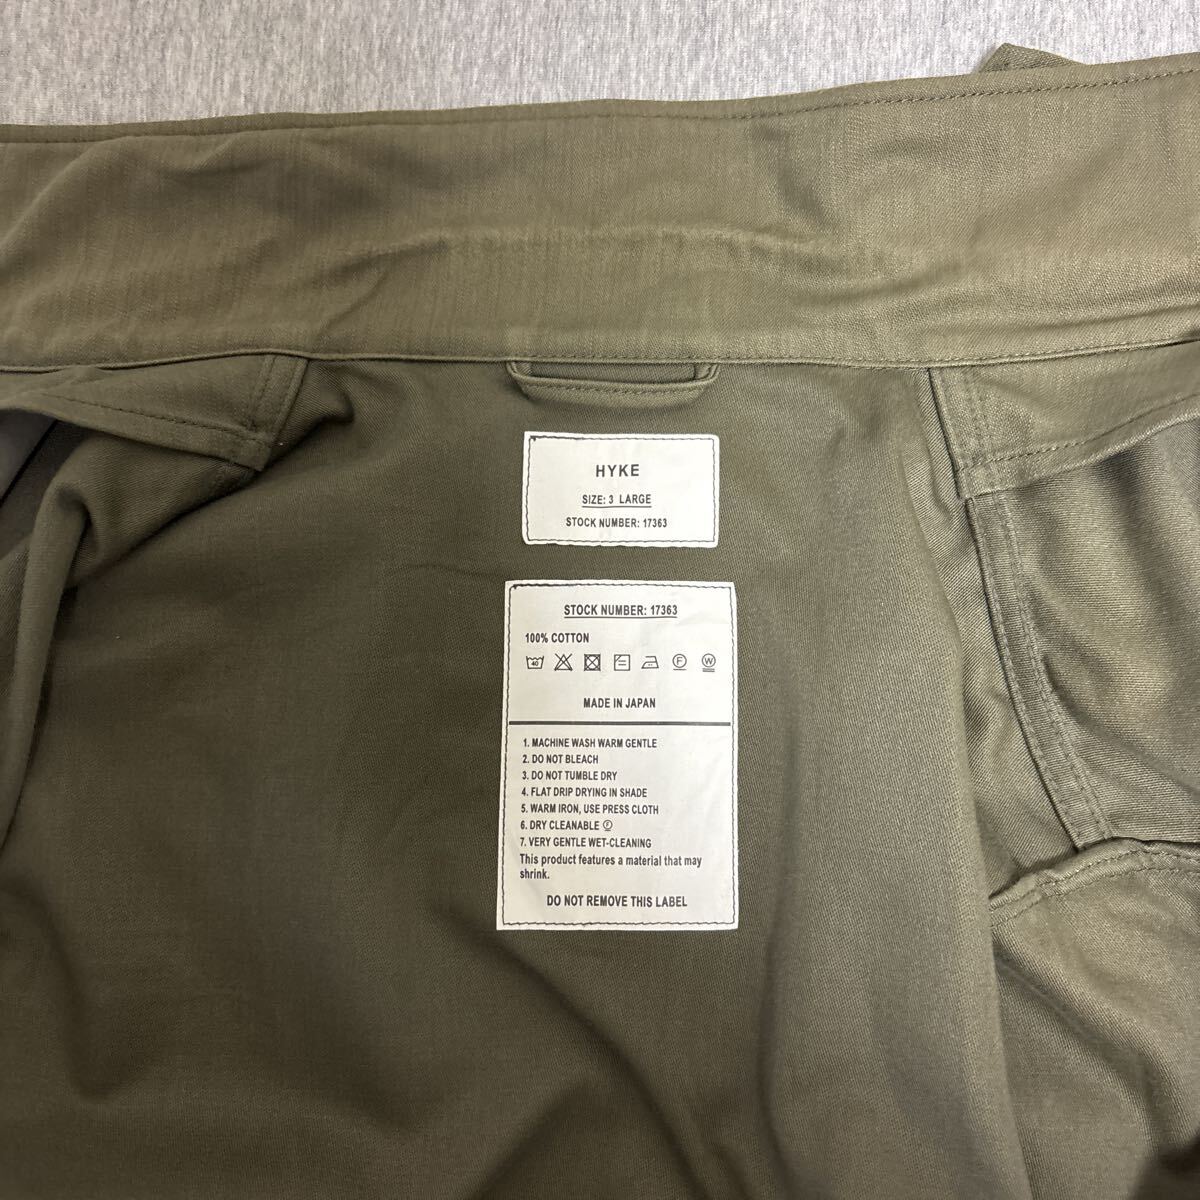 HYKE
SIZE: 3 LARGE
STOCK NUMBER: 17363
STOCK NUMBER: 17363
100% COTTON
40 F W
MADE IN JAPAN
1. MACHINE WASH WARM GENTLE
2. DO NOT BLEACH
3. DO NOT TUMBLE DRY
4. FLAT DRIP DRYING IN SHADE
5. WARM IRON, USE PRESS CLOTH
6. DRY CLEANABLE Ⓕ
7. VERY GENTLE WET-CLEANING
This product features a material that may
shrink.
DO NOT REMOVE THIS LABEL